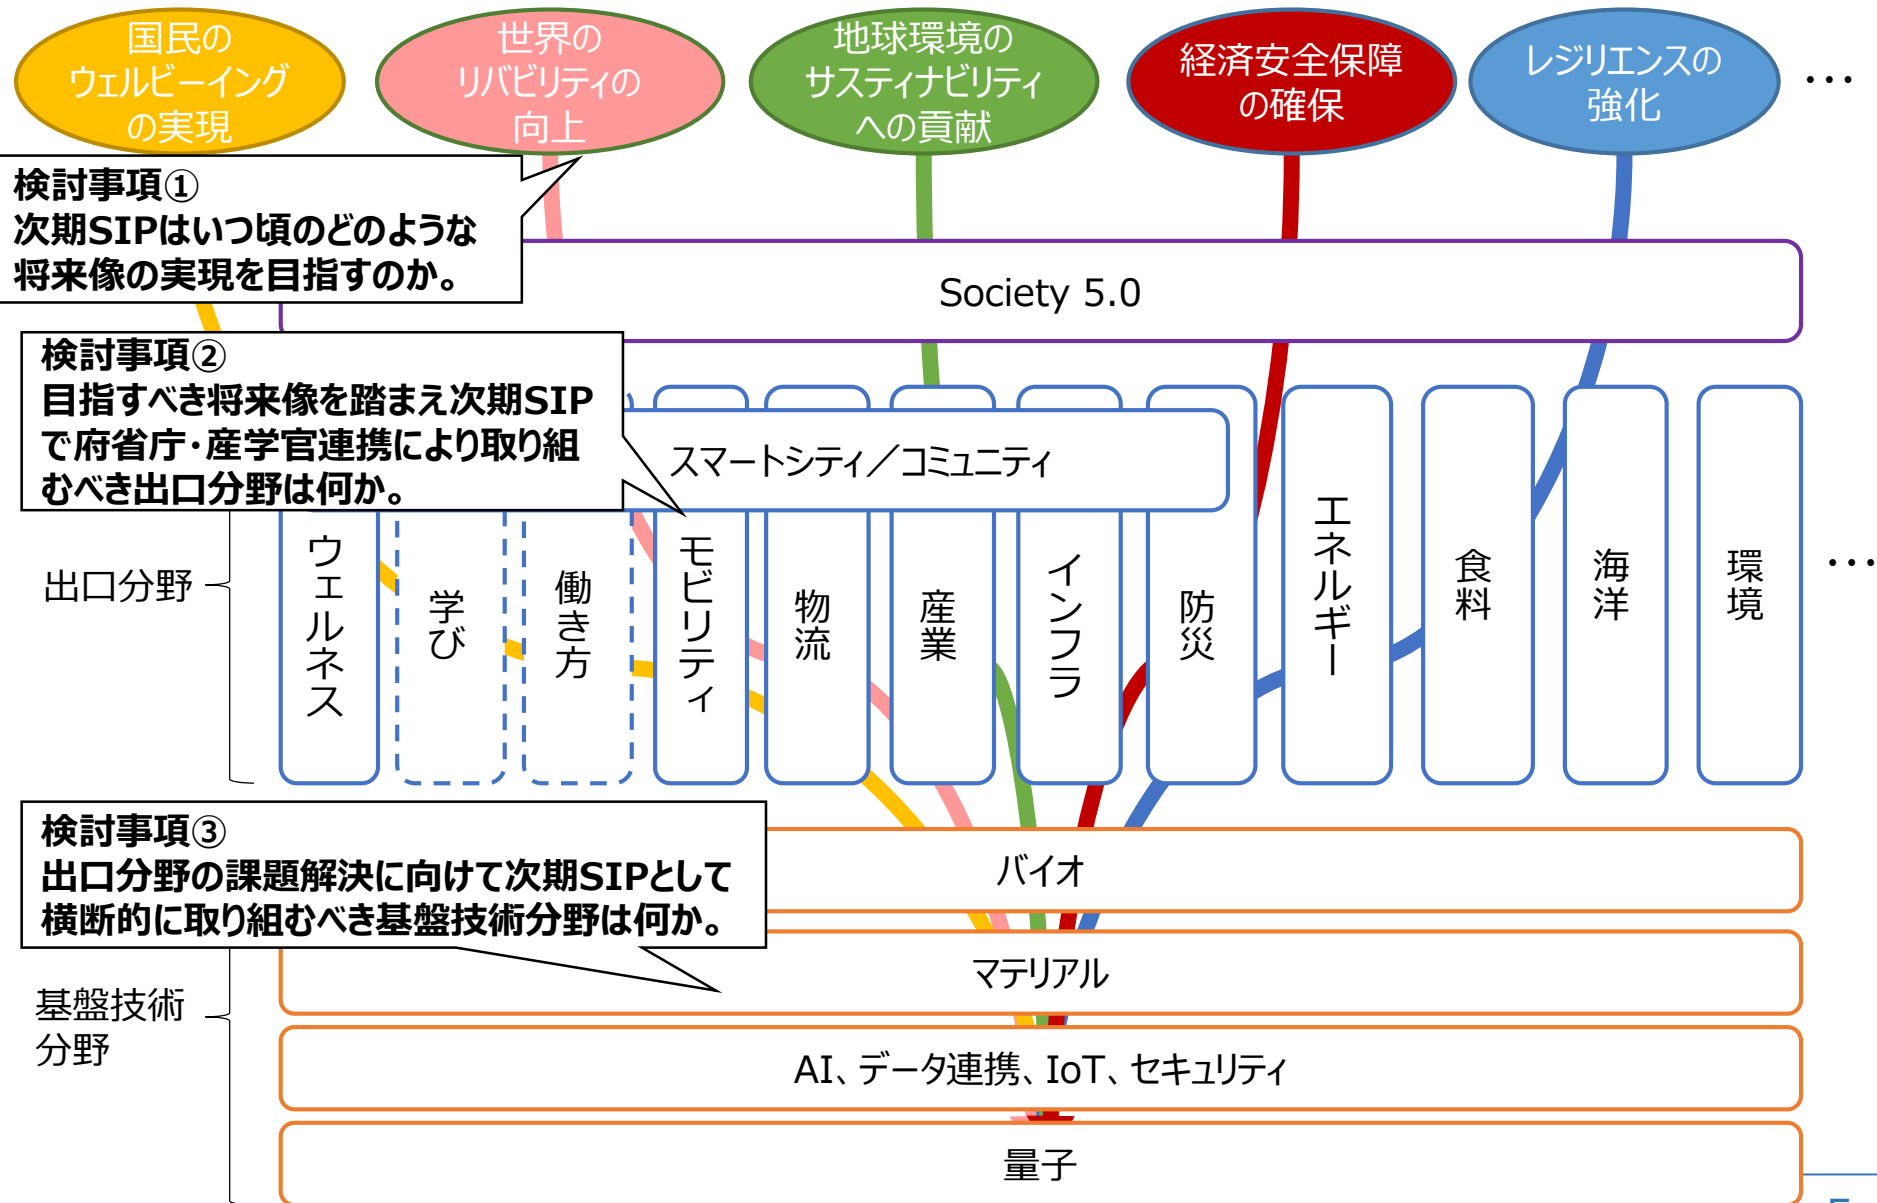 国民の
ウェルビーイング
の実現
世界の
リバビリティの
向上
地球環境の
サスティナビリティ
への貢献
経済安全保障
の確保
レジリエンスの
強化
…
検討事項①
次期SIPはいつ頃のどのような
将来像の実現を目指すのか。
Society 5.0
検討事項②
目指すべき将来像を踏まえ次期SIP
で府省庁・産学官連携により取り組
むべき出口分野は何か。
スマートシティ／コミュニティ
出口分野
ウェルネス
学び
働き方
モビリティ
物流
産業
インフラ
防災
エネルギー
食料
海洋
環境
…
検討事項③
出口分野の課題解決に向けて次期SIPとして
横断的に取り組むべき基盤技術分野は何か。
バイオ
基盤技術
分野
マテリアル
AI、データ連携、IoT、セキュリティ
量子